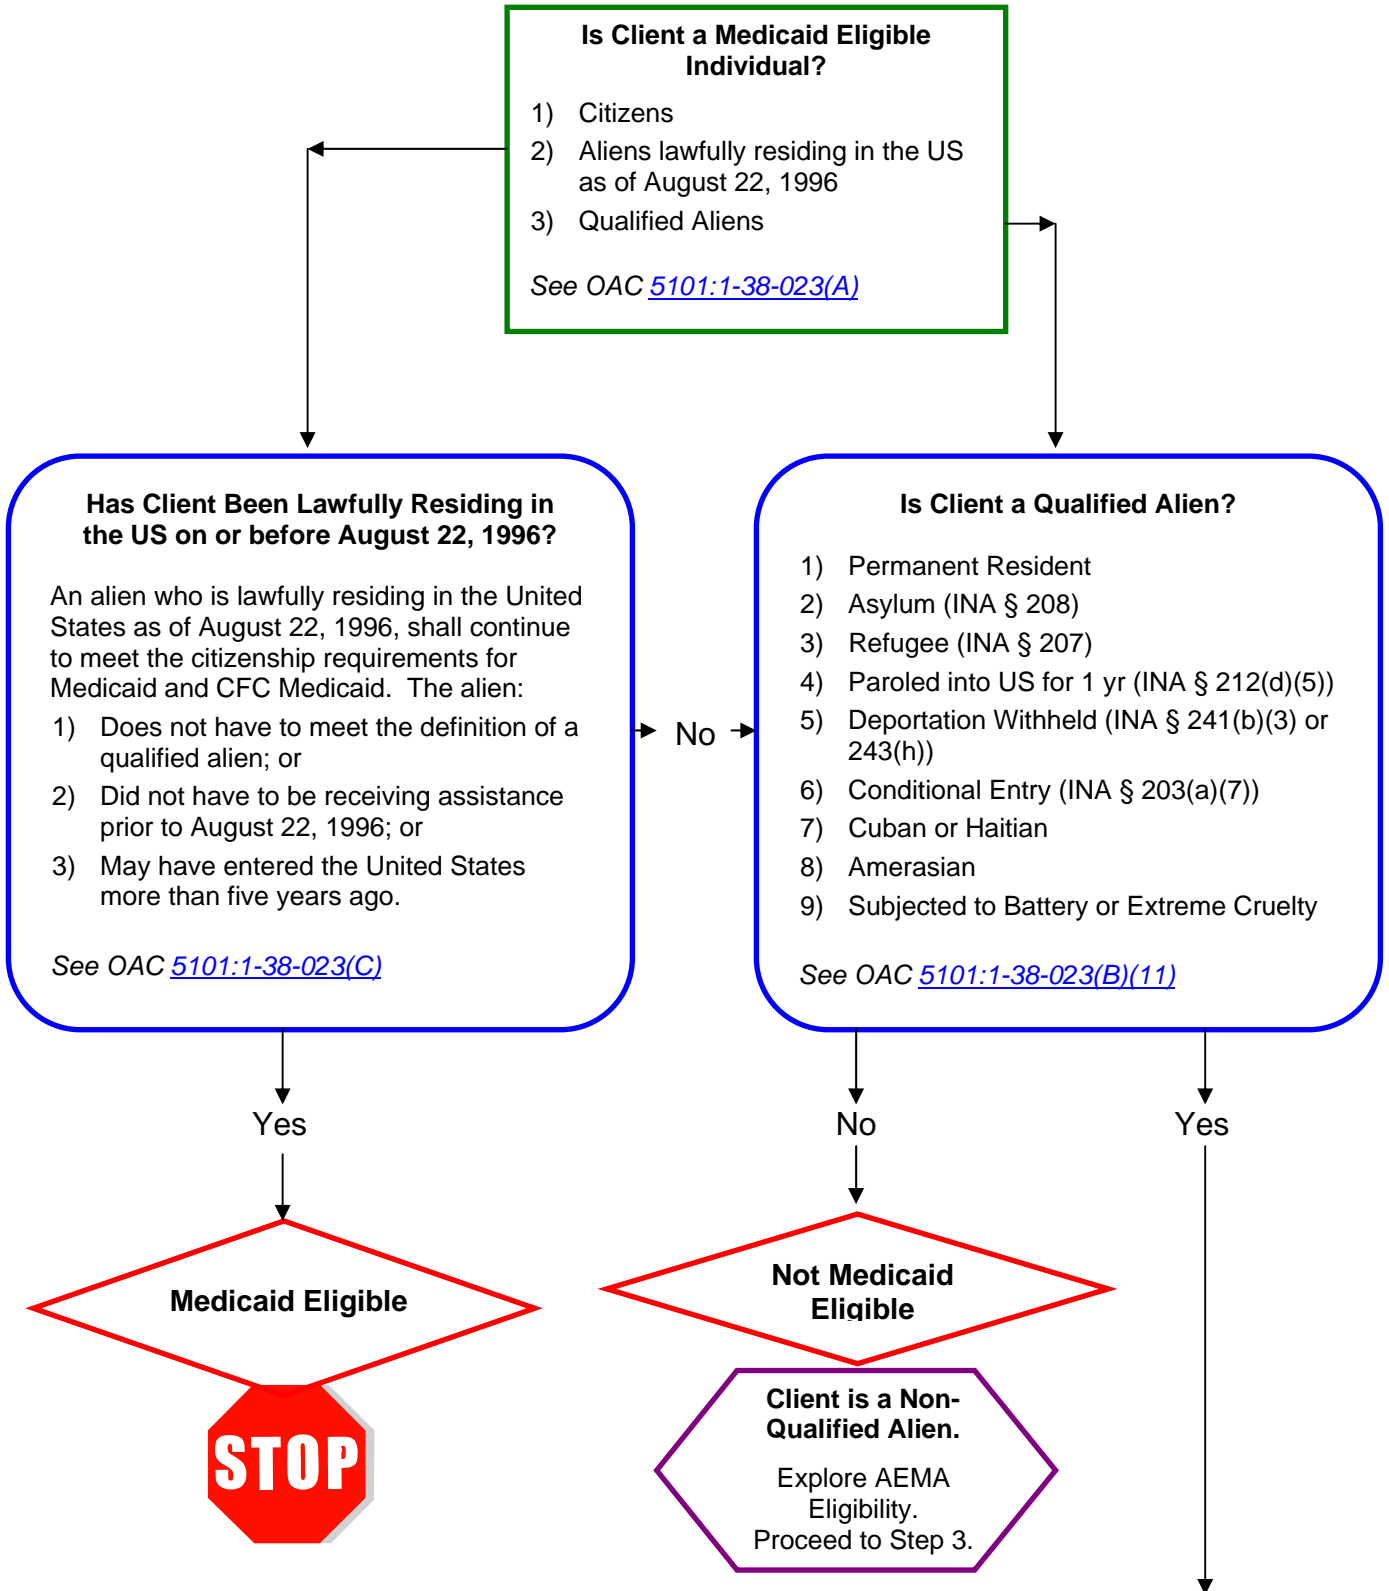 Is Client a Medicaid Eligible
Individual?
1) Citizens
2) Aliens lawfully residing in the US
as of August 22, 1996
3) Qualified Aliens
See OAC 5101:1-38-023(A)
Has Client Been Lawfully Residing in
the US on or before August 22, 1996?
An alien who is lawfully residing in the United
States as of August 22, 1996, shall continue
to meet the citizenship requirements for
Medicaid and CFC Medicaid. The alien:
1) Does not have to meet the definition of a
qualified alien; or
2) Did not have to be receiving assistance
prior to August 22, 1996; or
3) May have entered the United States
more than five years ago.
See OAC 5101:1-38-023(C)
No
Is Client a Qualified Alien?
1) Permanent Resident
2) Asylum (INA § 208)
3) Refugee (INA § 207)
4) Paroled into US for 1 yr (INA § 212(d)(5))
5) Deportation Withheld (INA § 241(b)(3) or
243(h))
6) Conditional Entry (INA § 203(a)(7))
7) Cuban or Haitian
8) Amerasian
9) Subjected to Battery or Extreme Cruelty
See OAC 5101:1-38-023(B)(11)
Yes
No
Yes
Medicaid Eligible
STOP
Not Medicaid
Eligible
Client is a Non-
Qualified Alien.
Explore AEMA
Eligibility.
Proceed to Step 3.